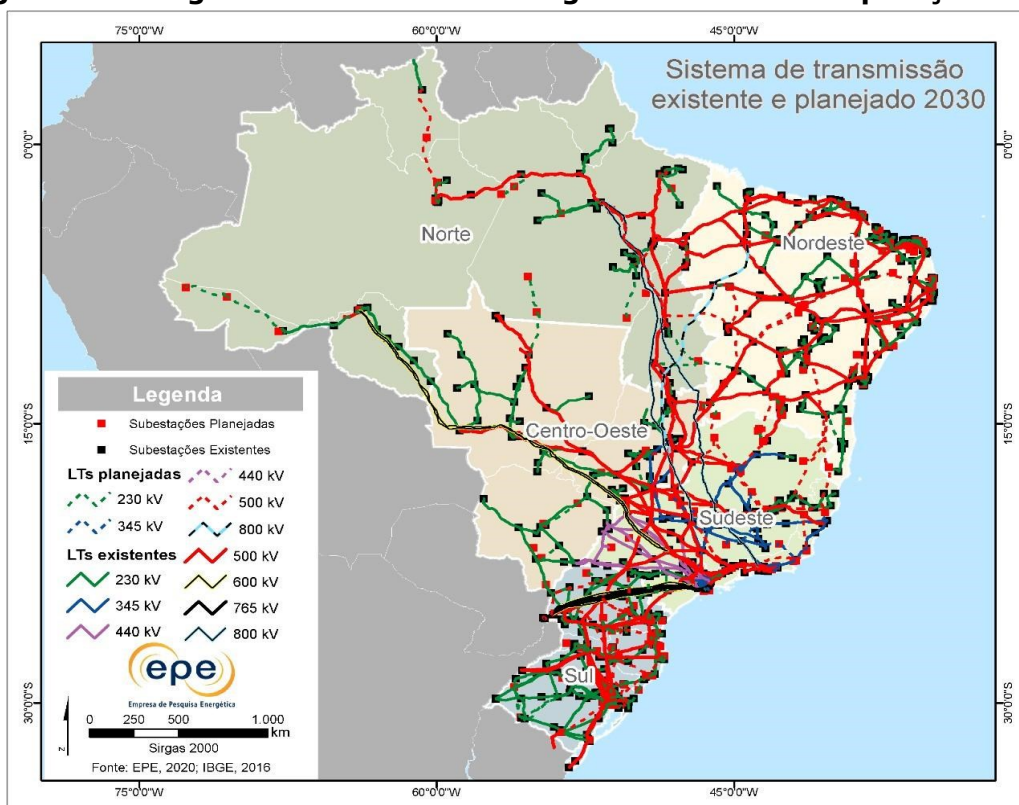 75°0'0"W 60°0'0"W 45°0'0"W
Sistema de transmissão
existente e planejado 2030
0°0'0" 0°0'0"
Norte
Nordeste
15°0'0"S 15°0'0"S
Centro-Oeste
Sudeste
Sul
30°0'0"S 30°0'0"S
Legenda
Subestações Planejadas
Subestações Existentes
LTs planejadas 440 kV
230 kV 500 kV
345 kV 800 kV
LTs existentes 500 kV
230 kV 600 kV
345 kV 765 kV
440 kV 800 kV
epe
Empresa de Pesquisa Energética
0 250 500 1.000
km
Sirgas 2000
z
Fonte: EPE, 2020; IBGE, 2016
75°0'0"W 60°0'0"W 45°0'0"W